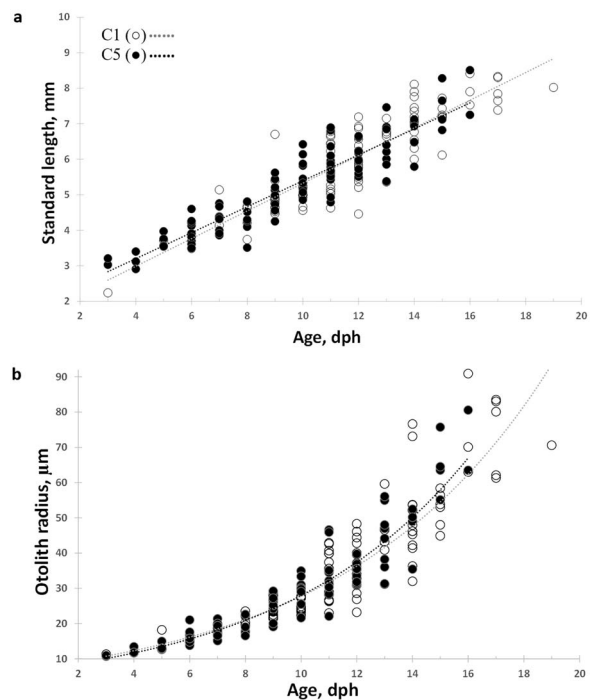 a
C1 (○)
C5 (●)
Standard length, mm
10
9
8
7
6
5
4
3
2
2 4 6 8 10 12 14 16 18 20
Age, dph
b
Otolith radius, μm
90
80
70
60
50
40
30
20
10
2 4 6 8 10 12 14 16 18 20
Age, dph